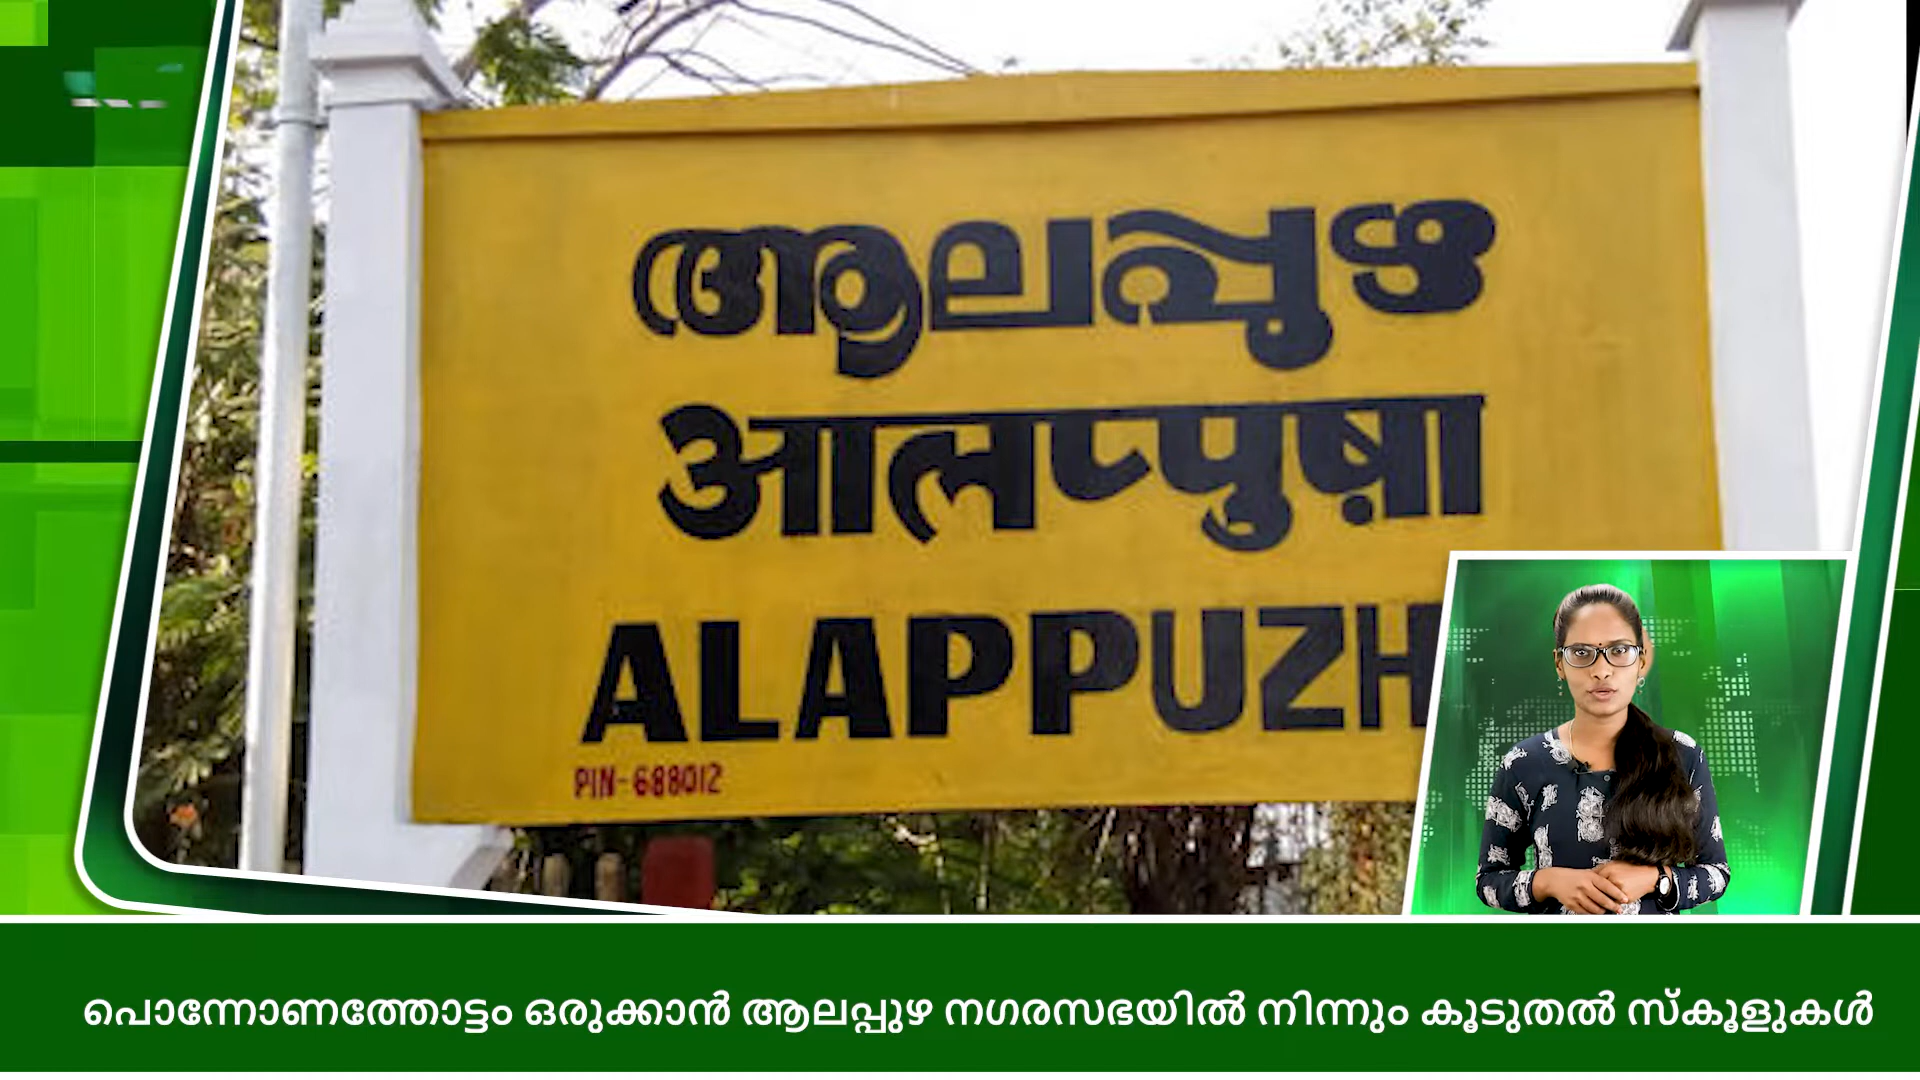 ആലപ്പുഴ
आलप्पुष़ा
ALAPPUZH
PIN-688012
പൊന്നോണത്തോട്ടം ഒരുക്കാൻ ആലപ്പുഴ നഗരസഭയിൽ നിന്നും കൂടുതൽ സ്കൂളുകൾ